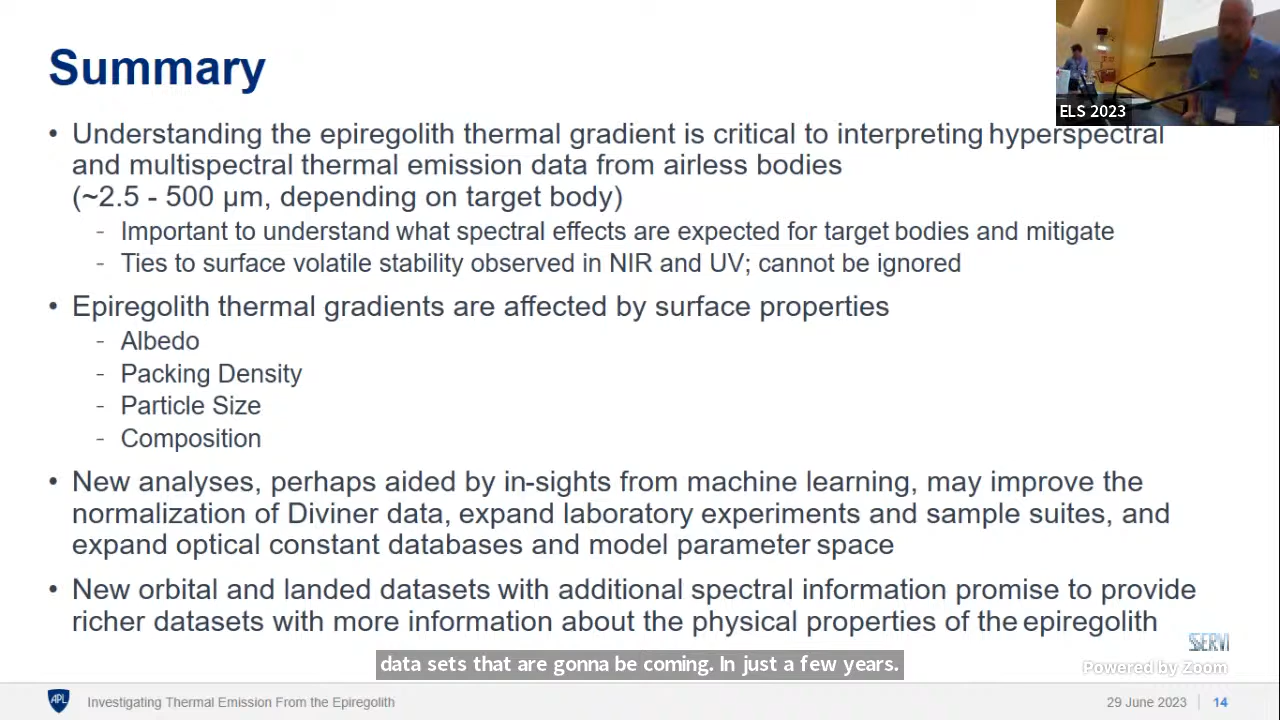 Summary
ELS 2023
• Understanding the epiregolith thermal gradient is critical to interpreting hyperspectral
and multispectral thermal emission data from airless bodies
(~2.5 - 500 µm, depending on target body)
- Important to understand what spectral effects are expected for target bodies and mitigate
- Ties to surface volatile stability observed in NIR and UV; cannot be ignored
• Epiregolith thermal gradients are affected by surface properties
- Albedo
- Packing Density
- Particle Size
- Composition
• New analyses, perhaps aided by in-sights from machine learning, may improve the
normalization of Diviner data, expand laboratory experiments and sample suites, and
expand optical constant databases and model parameter space
• New orbital and landed datasets with additional spectral information promise to provide
richer datasets with more information about the physical properties of the epiregolith
SSERVI
data sets that are gonna be coming. In just a few years.
Powered by Zoom
APL
Investigating Thermal Emission From the Epiregolith
29 June 2023 | 14